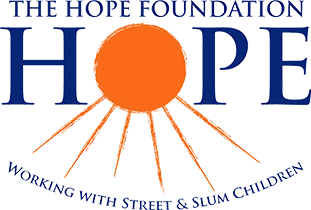 THE HOPE FOUNDATION
HOPE
WORKING WITH STREET & SLUM CHILDREN